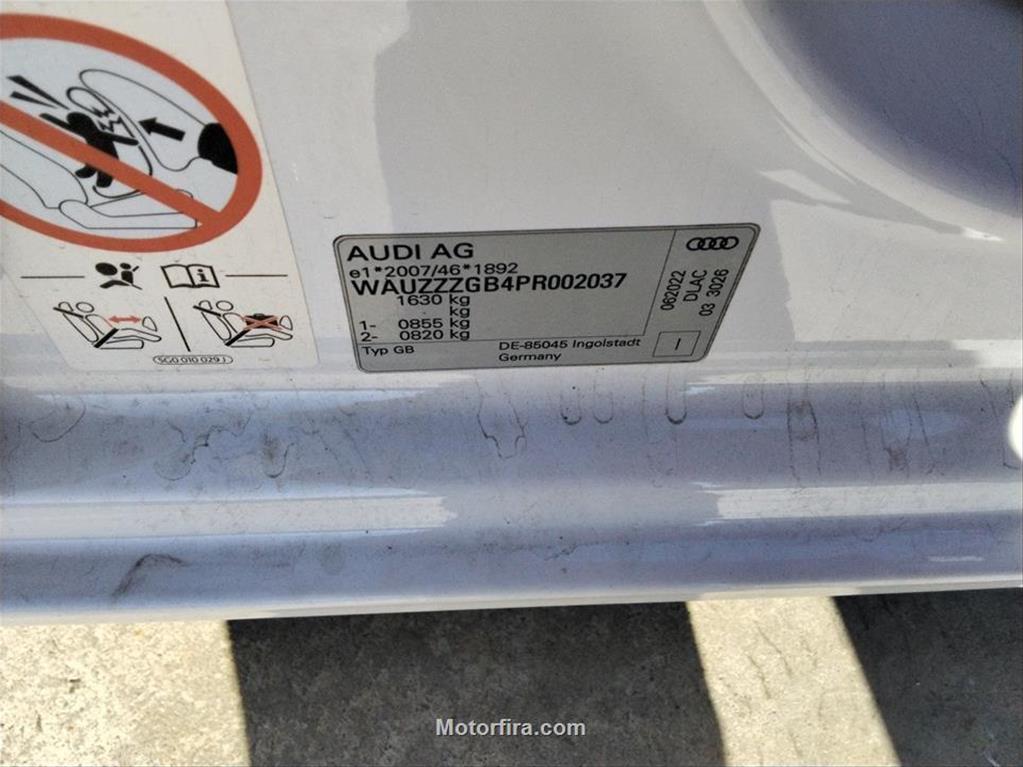 AUDI AG
e1*2007/46*1892
WAUZZZGB4PR002037
1630 kg
- kg
1- 0855 kg
2- 0820 kg
Typ GB
DE-85045 Ingolstadt
Germany
062022
DLAC
03 3026
I
5G0 010 029 J
Motorfira.com